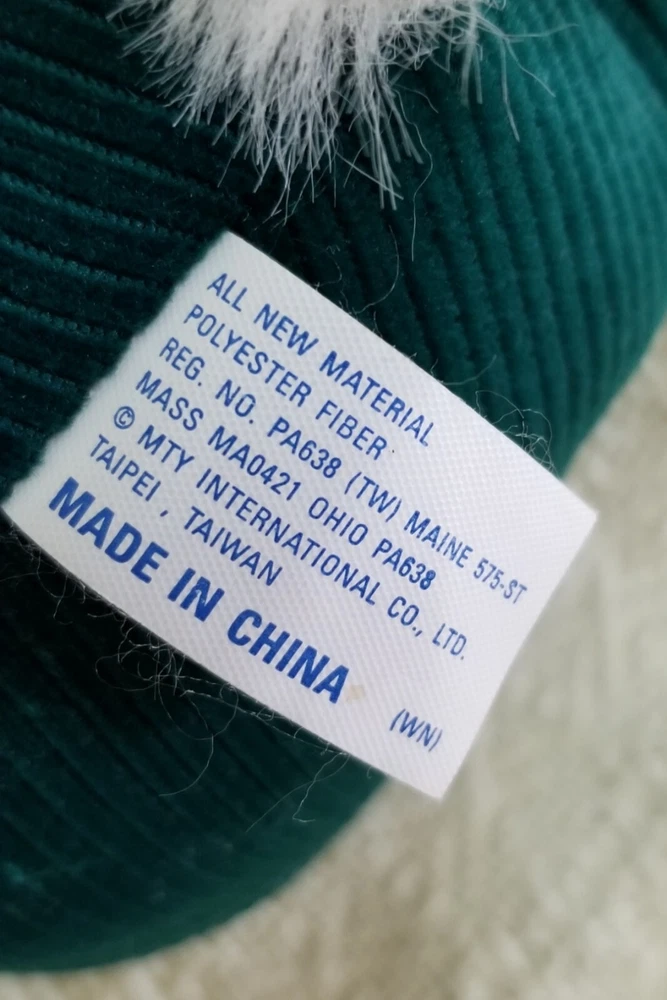 ALL NEW MATERIAL
POLYESTER FIBER
REG. NO. PA638 (TW) MAINE 575-ST
MASS MA0421 OHIO PA638
© MTY INTERNATIONAL CO., LTD.
TAIPEI , TAIWAN
MADE IN CHINA
(WN)